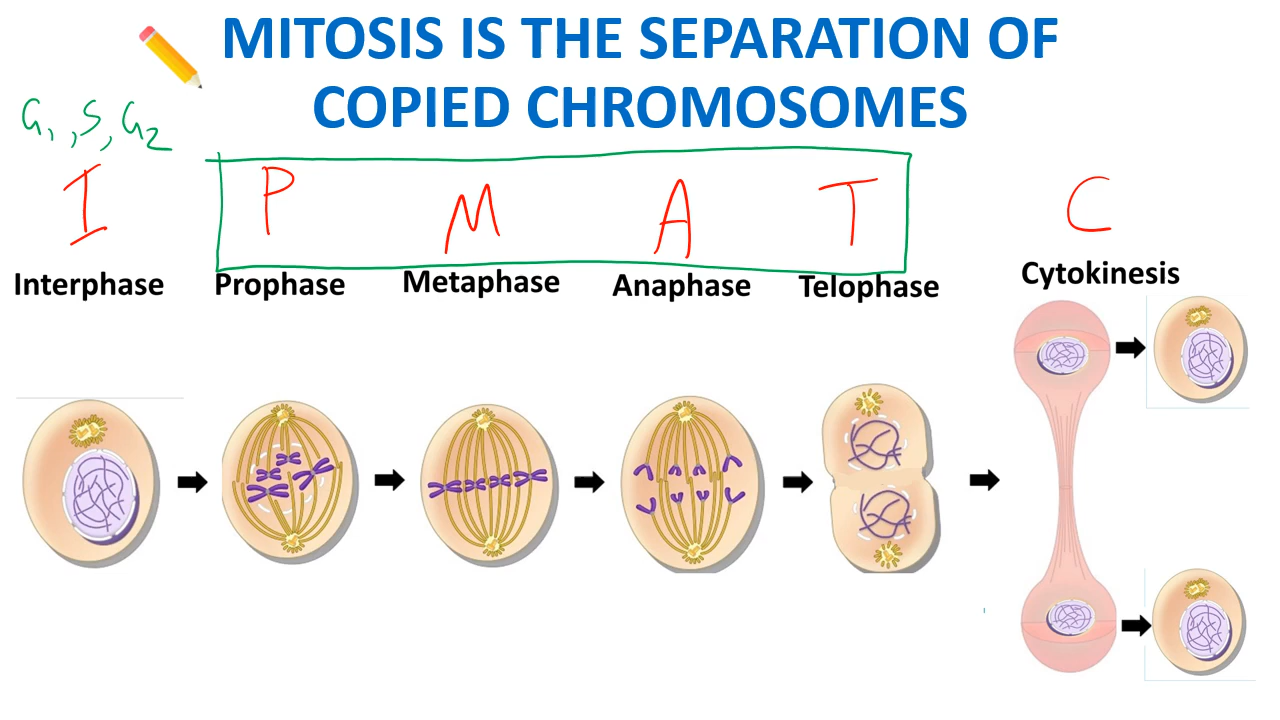 MITOSIS IS THE SEPARATION OF
COPIED CHROMOSOMES
G1, S, G2
I P M A T C
Interphase Prophase Metaphase Anaphase Telophase Cytokinesis